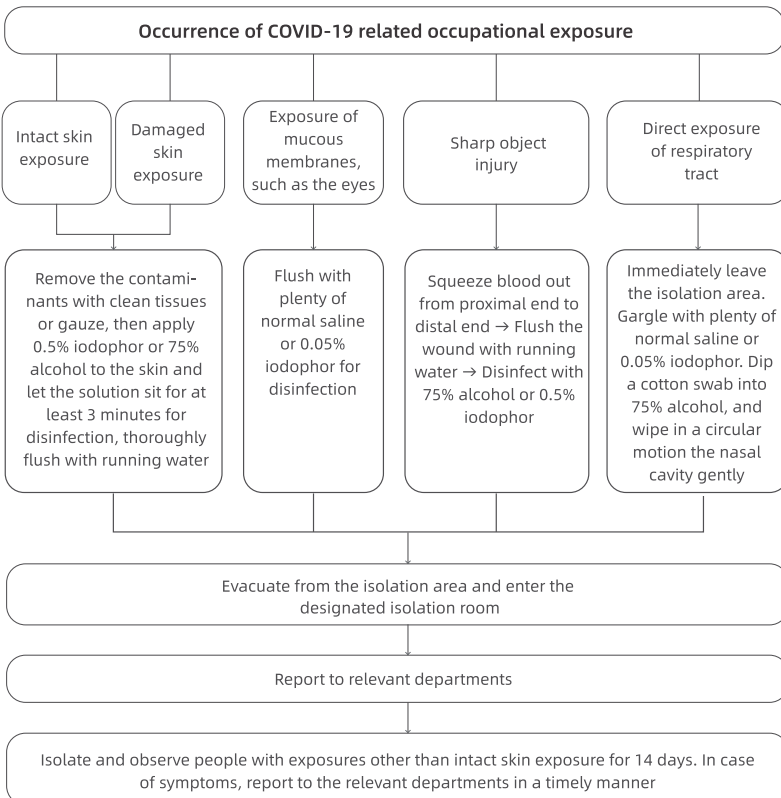 Occurrence of COVID-19 related occupational exposure
Intact skin
exposure
Damaged
skin
exposure
Exposure of
mucous
membranes,
such as the eyes
Sharp object
injury
Direct exposure
of respiratory
tract
Remove the contami-
nants with clean tissues
or gauze, then apply
0.5% iodophor or 75%
alcohol to the skin and
let the solution sit for at
least 3 minutes for
disinfection, thoroughly
flush with running water
Flush with
plenty of
normal saline
or 0.05%
iodophor for
disinfection
Squeeze blood out
from proximal end to
distal end → Flush the
wound with running
water → Disinfect with
75% alcohol or 0.5%
iodophor
Immediately leave
the isolation area.
Gargle with plenty of
normal saline or
0.05% iodophor. Dip
a cotton swab into
75% alcohol, and
wipe in a circular
motion the nasal
cavity gently
Evacuate from the isolation area and enter the
designated isolation room
Report to relevant departments
Isolate and observe people with exposures other than intact skin exposure for 14 days. In case
of symptoms, report to the relevant departments in a timely manner